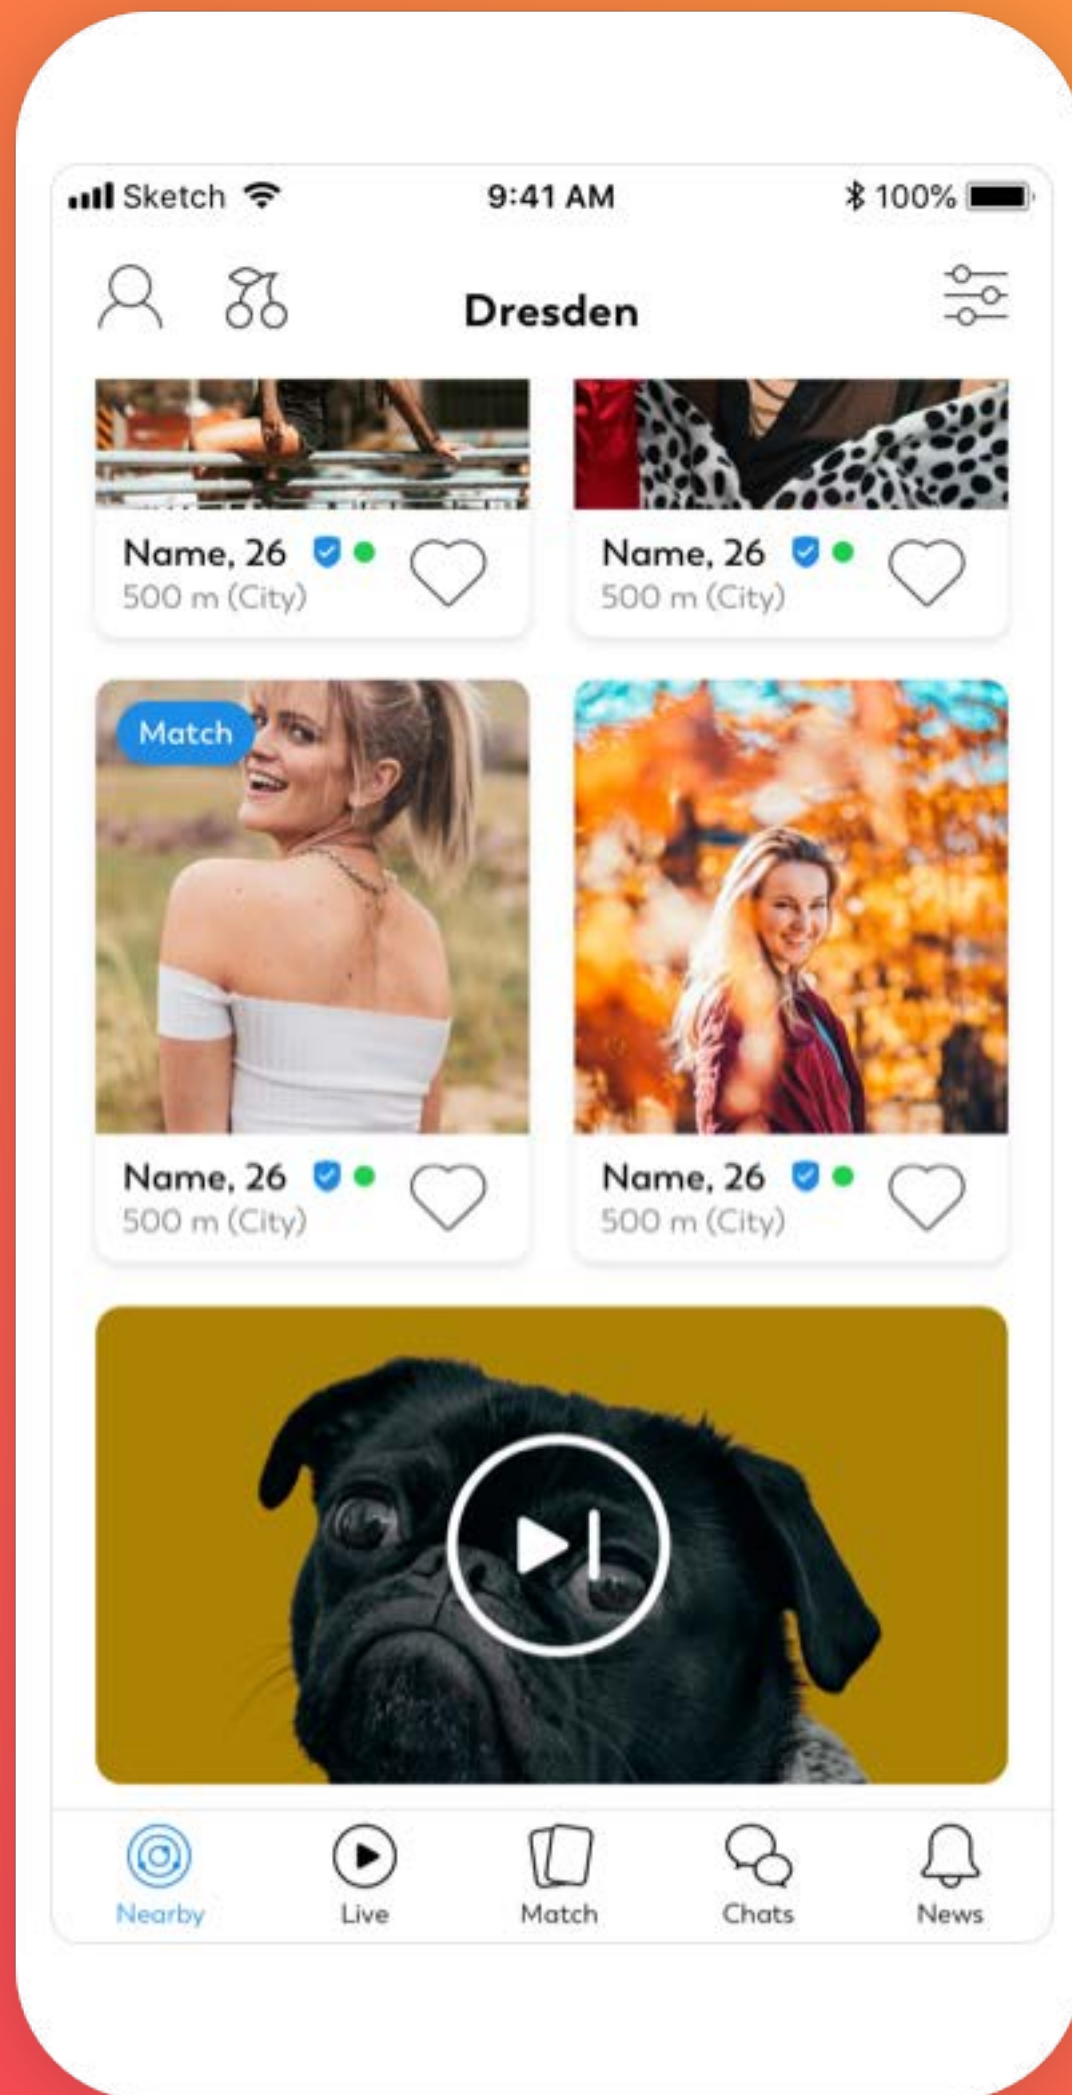 Sketch 9:41 AM 100%
Dresden
Name, 26 Name, 26
500 m (City) 500 m (City)
Match
Name, 26 Name, 26
500 m (City) 500 m (City)
Nearby Live Match Chats News